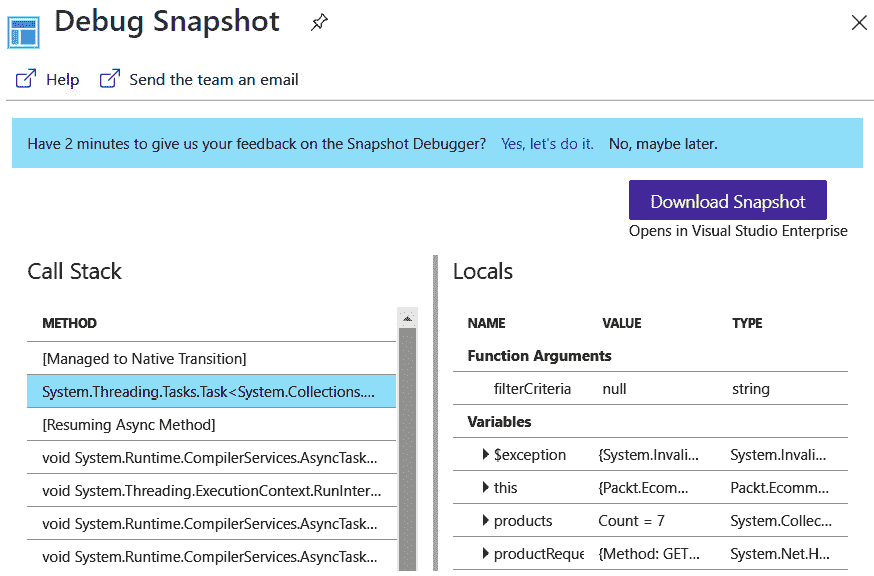 Debug Snapshot
Help Send the team an email
Have 2 minutes to give us your feedback on the Snapshot Debugger? Yes, let's do it. No, maybe later.
Download Snapshot
Opens in Visual Studio Enterprise
Call Stack
METHOD
[Managed to Native Transition]
System.Threading.Tasks.Task<System.Collections....
[Resuming Async Method]
void System.Runtime.CompilerServices.AsyncTask...
void System.Threading.ExecutionContext.RunInter...
void System.Runtime.CompilerServices.AsyncTask...
void System.Runtime.CompilerServices.AsyncTask...
Locals
NAME VALUE TYPE
Function Arguments
filterCriteria null string
Variables
$exception {System.Invali... System.Invali...
this {Packt.Ecom... Packt.Ecomm...
products Count = 7 System.Collec...
productReque {Method: GET... System.Net.H...